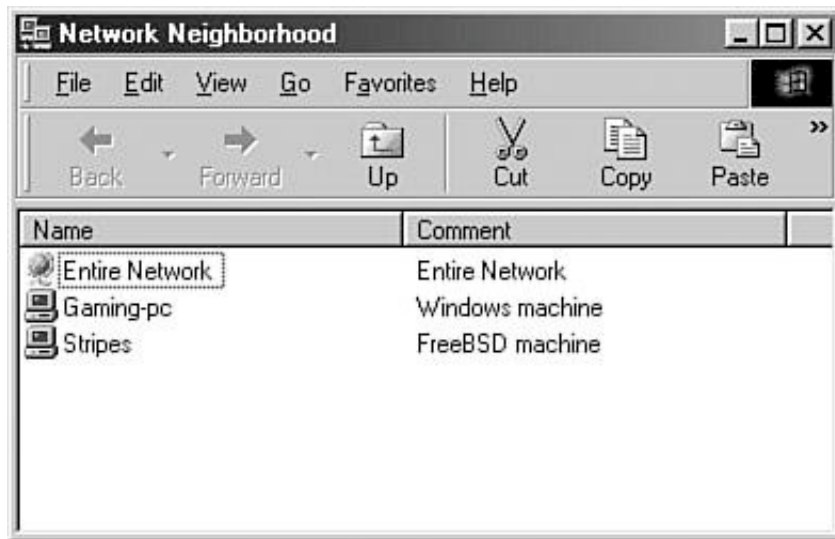 Network Neighborhood
File Edit View Go Favorites Help
Back Forward Up Cut Copy Paste »
Name Comment
Entire Network Entire Network
Gaming-pc Windows machine
Stripes FreeBSD machine